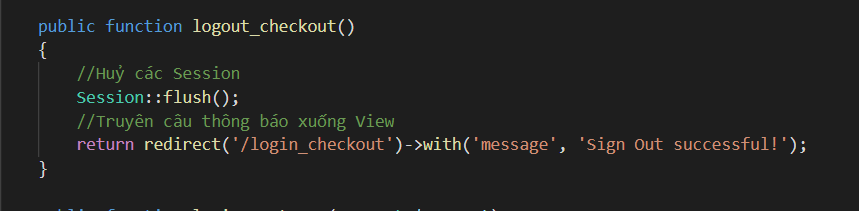 public function logout_checkout()
{
//Huỷ các Session
Session::flush();
//Truyên câu thông báo xuống View
return redirect('/login_checkout')->with('message', 'Sign Out successful!');
}